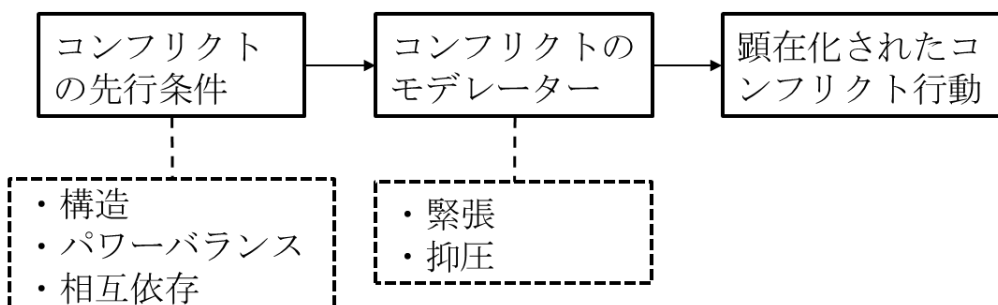 コンフリクト
の先行条件
コンフリクトの
モデレーター
顕在化されたコ
ンフリクト行動
・構造
・パワーバランス
・相互依存
・緊張
・抑圧